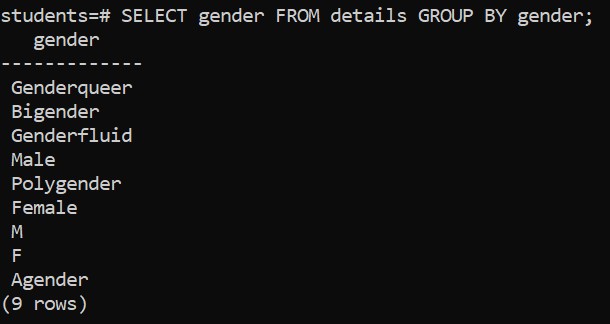 students=# SELECT gender FROM details GROUP BY gender;
gender
-------------
Genderqueer
Bigender
Genderfluid
Male
Polygender
Female
M
F
Agender
(9 rows)